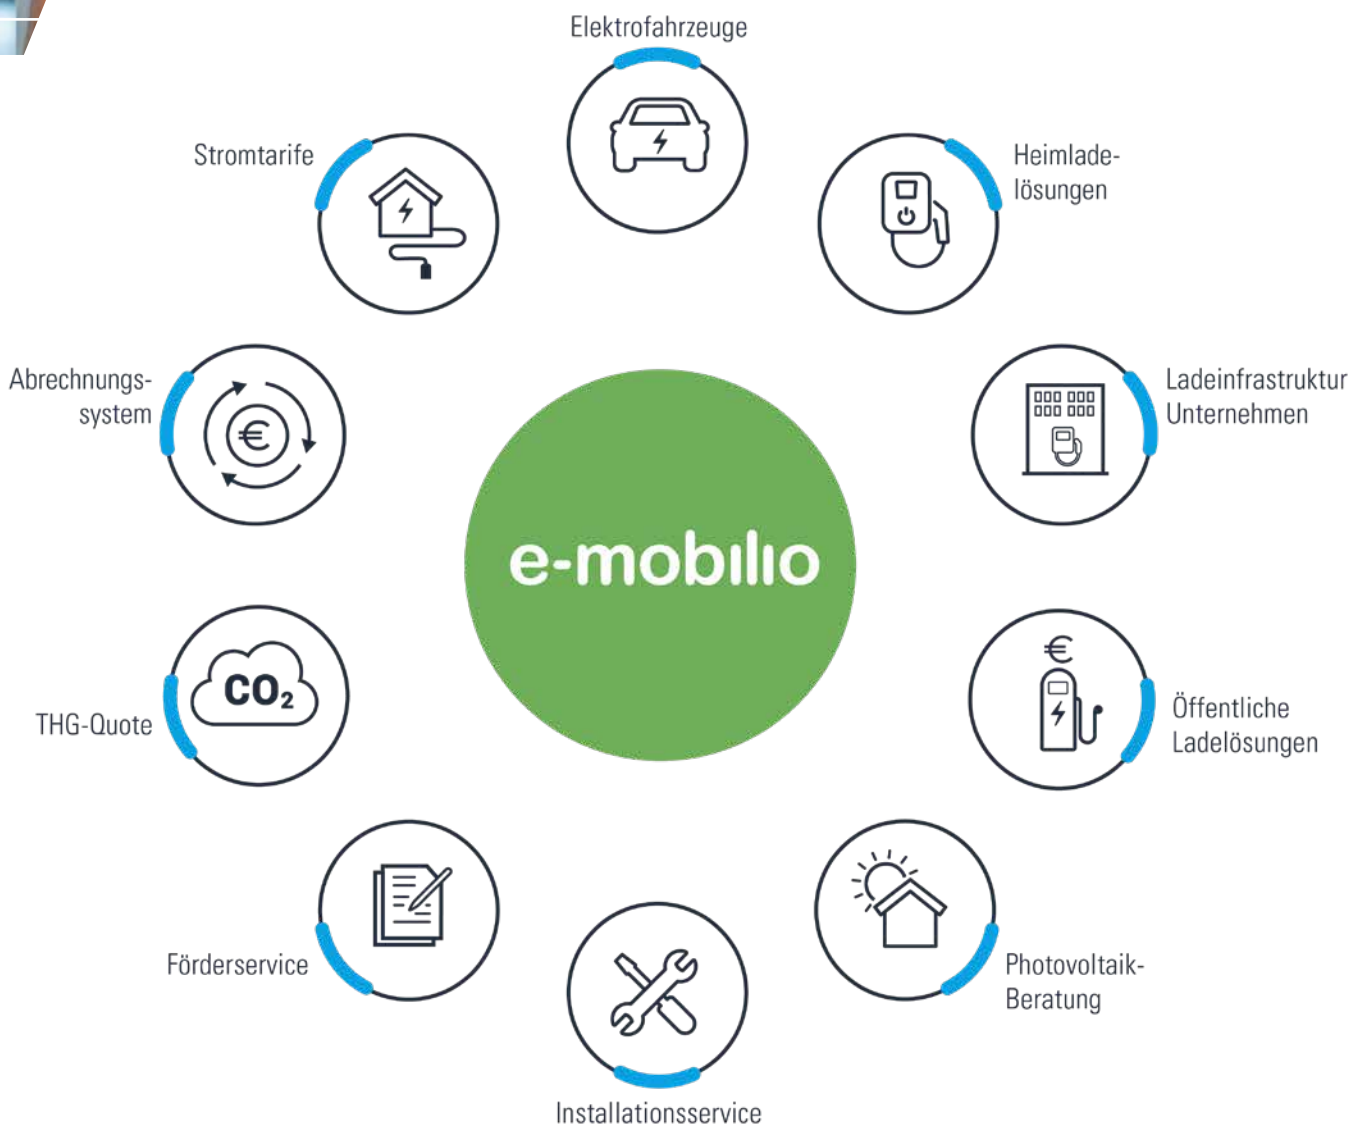 Elektrofahrzeuge
Stromtarife
Heimlade-
lösungen
Abrechnungs-
system
€
Ladeinfrastruktur
Unternehmen
e-mobilio
CO₂
THG-Quote
€
Öffentliche
Ladelösungen
Förderservice
Photovoltaik-
Beratung
Installationsservice